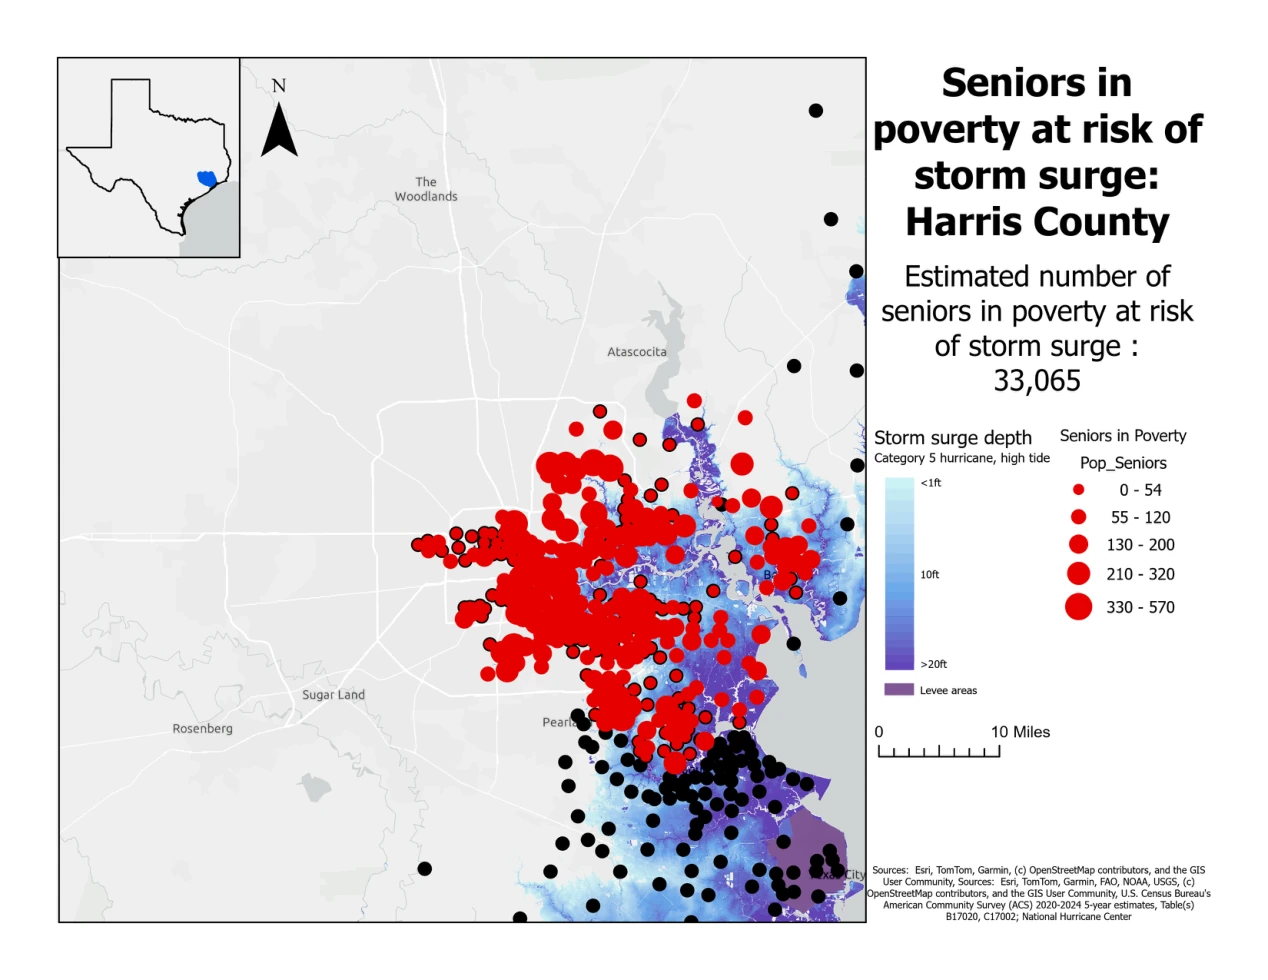 Seniors in
poverty at risk of
storm surge:
Harris County
Estimated number of
seniors in poverty at risk
of storm surge :
33,065
N
The
Woodlands
Atascocita
Sugar Land
Rosenberg
Storm surge depth
Category 5 hurricane, high tide
<1ft
10ft
>20ft
Levee areas
Seniors in Poverty
Pop_Seniors
0 - 54
55 - 120
130 - 200
210 - 320
330 - 570
0 10 Miles
Sources: Esri, TomTom, Garmin, (c) OpenStreetMap contributors, and the GIS
User Community, Sources: Esri, TomTom, Garmin, FAO, NOAA, USGS, (c)
OpenStreetMap contributors, and the GIS User Community, U.S. Census Bureau's
American Community Survey (ACS) 2020-2024 5-year estimates, Table(s)
B17020, C17002; National Hurricane Center